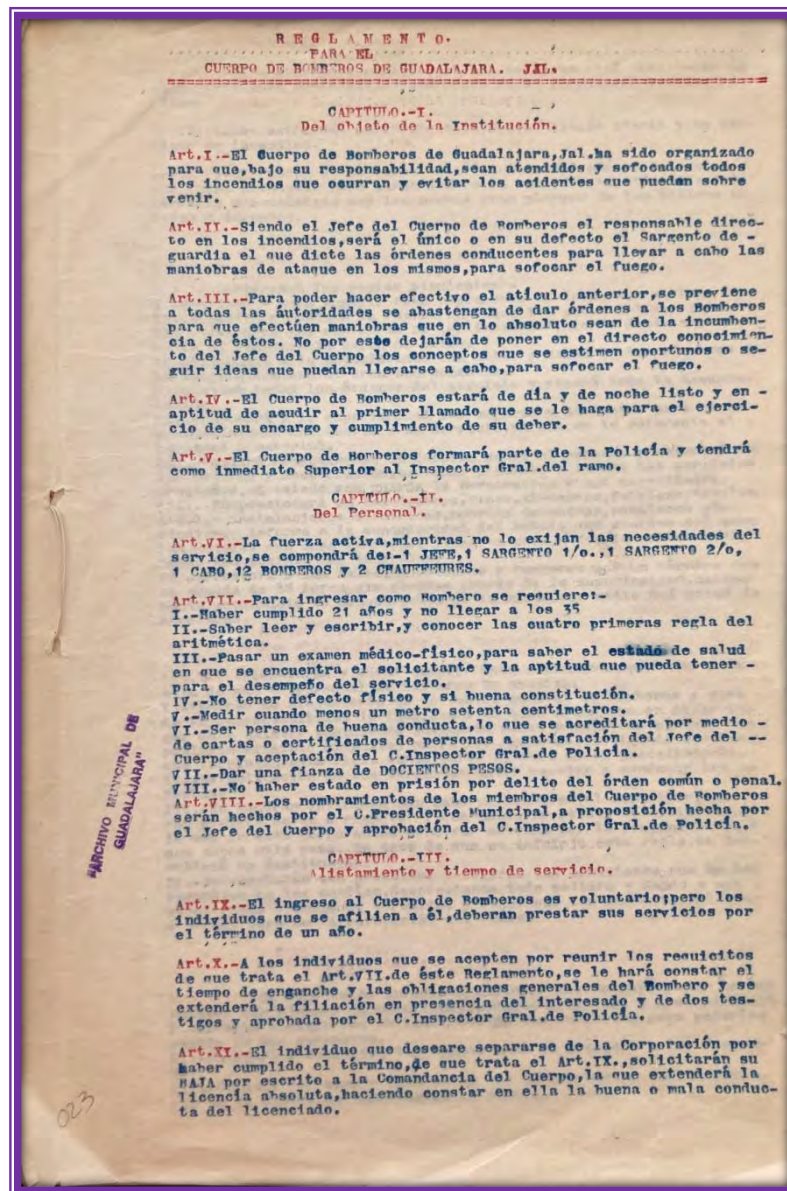 REGLAMENTO.
PARA EL
CUERPO DE BOMBEROS DE GUADALAJARA. JAL.
CAPITULO.-I.
Del objeto de la Institución.
Art.I.-El Cuerpo de Bomberos de Guadalajara,Jal.ha sido organizado
para que,bajo su responsabilidad,sean atendidos y sofocados todos
los incendios que ocurran y evitar los acidentes que puedan sobre
venir.
Art.II.-Siendo el Jefe del Cuerpo de Bomberos el responsable direc-
to en los incendios,será el único o en su defecto el Sargento de -
guardia el que dicte las órdenes conducentes para llevar a cabo las
maniobras de ataque en los mismos,para sofocar el fuego.
Art.III.-Para poder hacer efectivo el atículo anterior,se previene
a todas las áutoridades se abastengan de dar órdenes a los Bomberos
para que efectúen maniobras que en lo absoluto sean de la incumben-
cia de éstos. No por esto dejarán de poner en el directo conocimien-
to del Jefe del Cuerpo los conceptos que se estimen oportunos o se-
guir ideas que puedan llevarse a cabo,para sofocar el fuego.
Art.IV.-El Cuerpo de Bomberos estará de día y de noche listo y en -
aptitud de acudir al primer llamado que se le haga para el ejerci-
cio de su encargo y cumplimiento de su deber.
Art.V.-El Cuerpo de Bomberos formará parte de la Policía y tendrá
como inmediato Superior al Inspector Gral.del ramo.
CAPITULO.-II.
Del Personal.
Art.VI.-La fuerza activa,mientras no lo exijan las necesidades del
servicio,se compondrá de:-1 JEFE,1 SARGENTO 1/o.,1 SARGENTO 2/o,
1 CABO,12 BOMBEROS y 2 CHAUFFEURES.
Art.VII.-Para ingresar como Bombero se requiere:-
I.-Haber cumplido 21 años y no llegar a los 35
II.-Saber leer y escribir,y conocer las cuatro primeras regla del
aritmética.
III.-Pasar un examen médico-físico,para saber el estado de salud
en que se encuentra el solicitante y la aptitud que pueda tener -
para el desempeño del servicio.
IV.-No tener defecto físico y si buena constitución.
V.-Medir cuando menos un metro setenta centimetros.
VI.-Ser persona de buena conducta,lo que se acreditará por medio -
de cartas o certificados de personas a satisfación del Jefe del --
Cuerpo y aceptación del C.Inspector Gral.de Policía.
VII.-Dar una fianza de DOCIENTOS PESOS.
VIII.-No haber estado en prisión por delito del órden común o penal.
Art.VIII.-Los nombramientos de los miembros del Cuerpo de Bomberos
serán hechos por el C.Presidente Municipal,a proposición hecha por
el Jefe del Cuerpo y aprobación del C.Inspector Gral.de Policía.
CAPITULO.-III.
Alistamiento y tiempo de servicio.
Art.IX.-El ingreso al Cuerpo de Bomberos es voluntario;pero los
individuos que se afilien a él,deberan prestar sus servicios por
el término de un año.
Art.X.-A los individuos que se acepten por reunir los requicitos
de que trata el Art.VII.de éste Reglamento,se le hará constar el
tiempo de enganche y las obligaciones generales del Bombero y se
extenderá la filiación en presencia del interesado y de dos tes-
tigos y aprobada por el C.Inspector Gral.de Policía.
Art.XI.-El individuo que deseare separarse de la Corporación por
haber cumplido el término,de que trata el Art.IX.,solicitarán su
BAJA por escrito a la Comandancia del Cuerpo,la que extenderá la
licencia absoluta,haciendo constar en ella la buena o mala conduc-
ta del licenciado.
"ARCHIVO MUNICIPAL DE
GUADALAJARA"
023